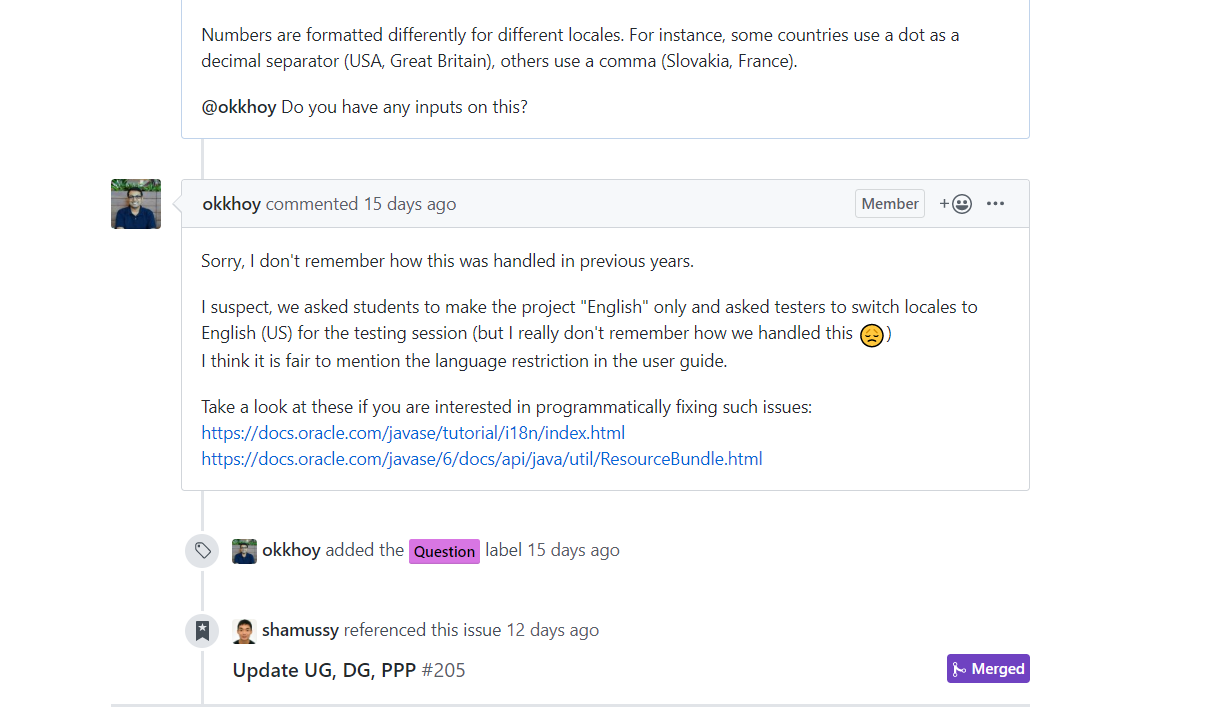 Numbers are formatted differently for different locales. For instance, some countries use a dot as a
decimal separator (USA, Great Britain), others use a comma (Slovakia, France).
@okkhoy Do you have any inputs on this?
okkhoy commented 15 days ago
Member
Sorry, I don't remember how this was handled in previous years.
I suspect, we asked students to make the project "English" only and asked testers to switch locales to
English (US) for the testing session (but I really don't remember how we handled this 😞)
I think it is fair to mention the language restriction in the user guide.
Take a look at these if you are interested in programmatically fixing such issues:
https://docs.oracle.com/javase/tutorial/i18n/index.html
https://docs.oracle.com/javase/6/docs/api/java/util/ResourceBundle.html
okkhoy added the Question label 15 days ago
shamussy referenced this issue 12 days ago
Update UG, DG, PPP #205
Merged